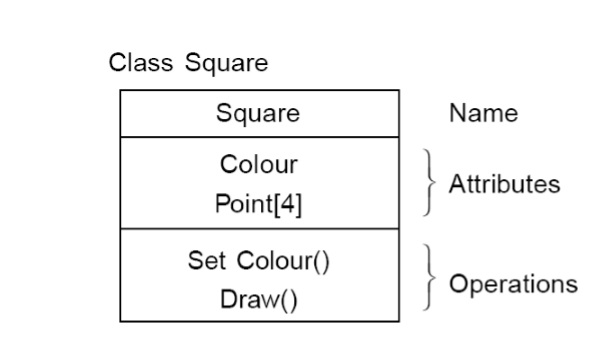 Class Square
Square
Name
Colour
Point[4]
Attributes
Set Colour()
Draw()
Operations